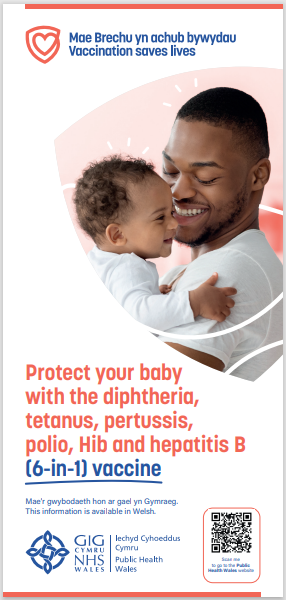 Mae Brechu yn achub bywydau
Vaccination saves lives
Protect your baby
with the diphtheria,
tetanus, pertussis,
polio, Hib and hepatitis B
(6-in-1) vaccine
Mae'r gwybodaeth hon ar gael yn Gymraeg.
This information is available in Welsh.
GIG
CYMRU
NHS
WALES
Iechyd Cyhoeddus
Cymru
Public Health
Wales
Scan me
to go to the Public
Health Wales website